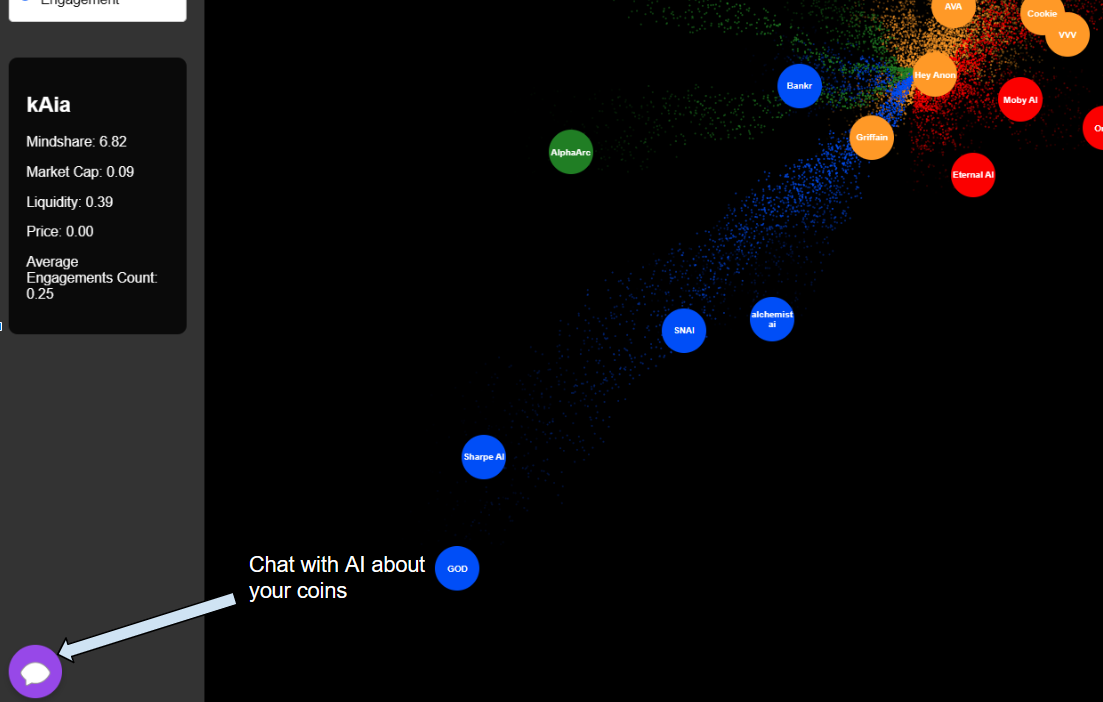 Engagement
kAia
Mindshare: 6.82
Market Cap: 0.09
Liquidity: 0.39
Price: 0.00
Average
Engagements Count:
0.25
AVA
Cookie
VVV
Hey Anon
Bankr
Moby AI
Griffain
AlphaArc
Eternal AI
alchemist
ai
SNAI
Sharpe AI
GOD
Chat with AI about
your coins